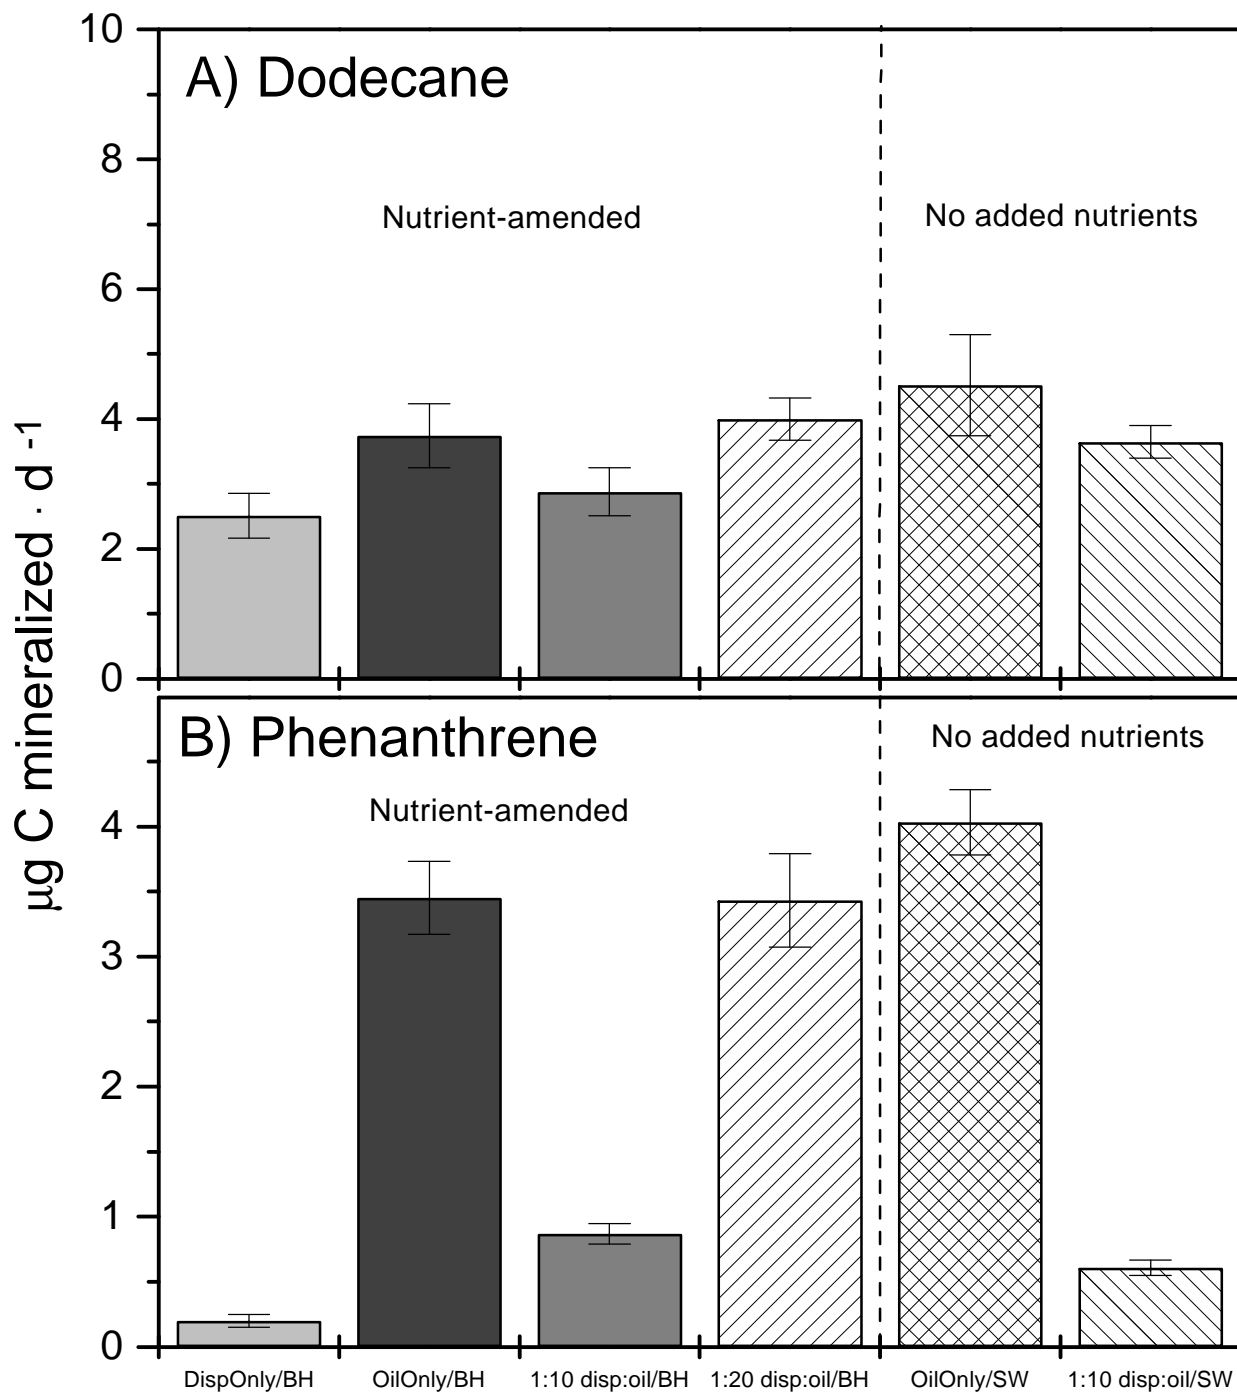 10
A) Dodecane
8
Nutrient-amended
No added nutrients
6
4
2
0
µg C mineralized · d -1
B) Phenanthrene
No added nutrients
Nutrient-amended
4
3
2
1
0
DispOnly/BH
OilOnly/BH
1:10 disp:oil/BH
1:20 disp:oil/BH
OilOnly/SW
1:10 disp:oil/SW